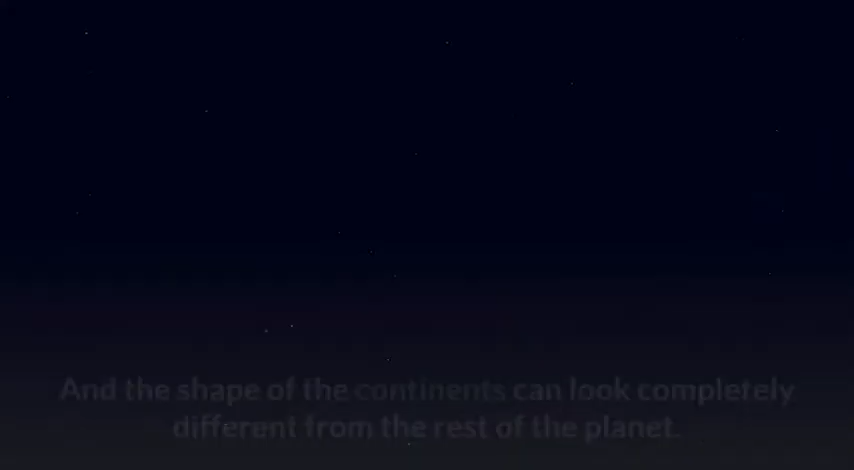 And the shape of the continents can look completely
different from the rest of the planet.